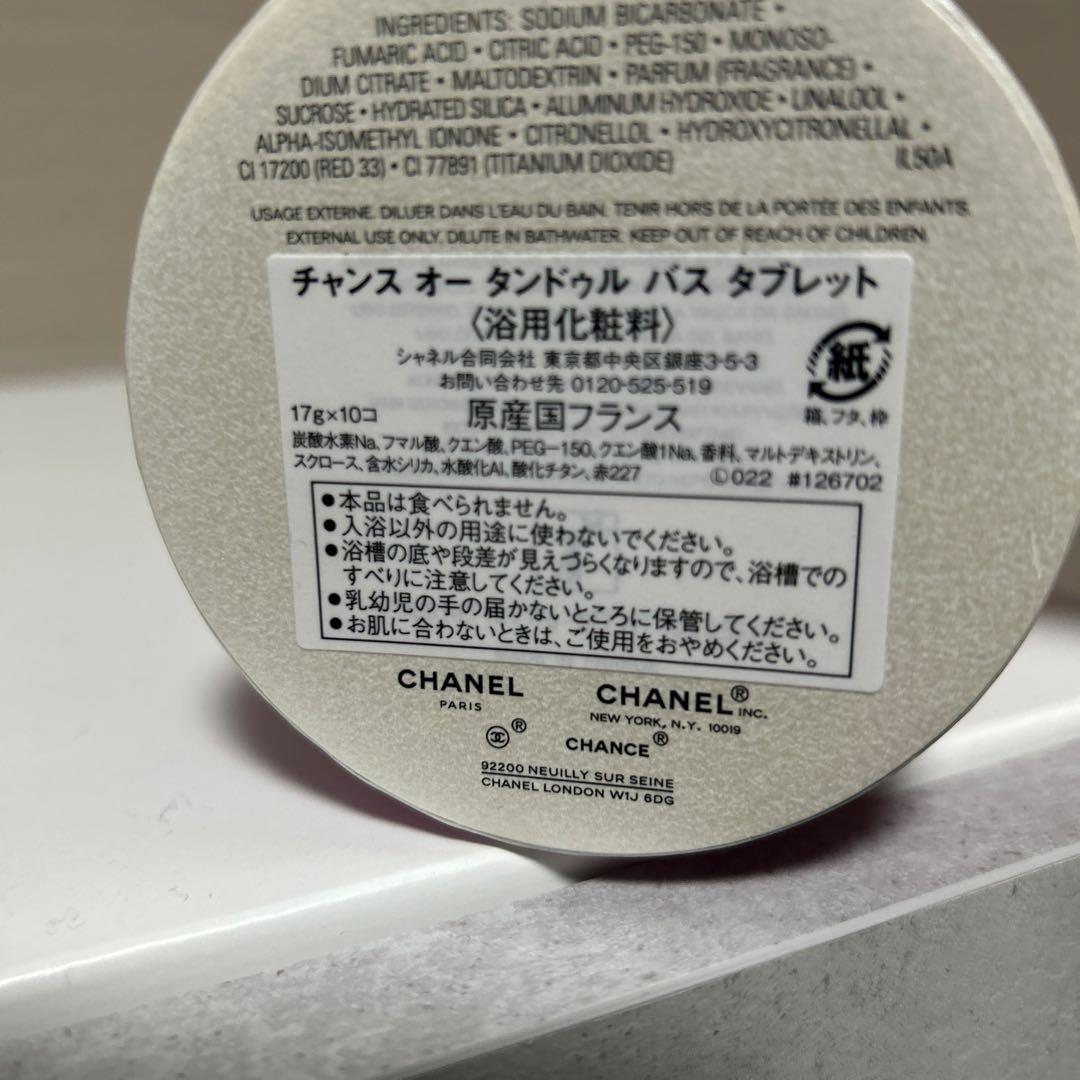 INGREDIENTS: SODIUM BICARBONATE •
FUMARIC ACID • CITRIC ACID • PEG-150 • MONOSO-
DIUM CITRATE • MALTODEXTRIN • PARFUM (FRAGRANCE) •
SUCROSE • HYDRATED SILICA • ALUMINUM HYDROXIDE • LINALOOL •
ALPHA-ISOMETHYL IONONE • CITRONELLOL • HYDROXYCITRONELLAL •
CI 17200 (RED 33) • CI 77891 (TITANIUM DIOXIDE) IL50A
USAGE EXTERNE. DILUER DANS L'EAU DU BAIN. TENIR HORS DE LA PORTÉE DES ENFANTS.
EXTERNAL USE ONLY. DILUTE IN BATHWATER. KEEP OUT OF REACH OF CHILDREN.
チャンス オー タンドゥル バス タブレット
〈浴用化粧料〉
シャネル合同会社 東京都中央区銀座3-5-3
お問い合わせ先 0120-525-519
紙
17g×10コ 原産国フランス 箱、フタ、枠
炭酸水素Na、フマル酸、クエン酸、PEG-150、クエン酸1Na、香料、マルトデキストリン、
スクロース、含水シリカ、水酸化Al、酸化チタン、赤227 Ⓛ022 #126702
●本品は食べられません。
●入浴以外の用途に使わないでください。
●浴槽の底や段差が見えづらくなりますので、浴槽での
すべりに注意してください。
●乳幼児の手の届かないところに保管してください。
●お肌に合わないときは、ご使用をおやめください。
CHANEL CHANEL® INC.
PARIS NEW YORK, N.Y. 10019
® CHANCE®
92200 NEUILLY SUR SEINE
CHANEL LONDON W1J 6DG